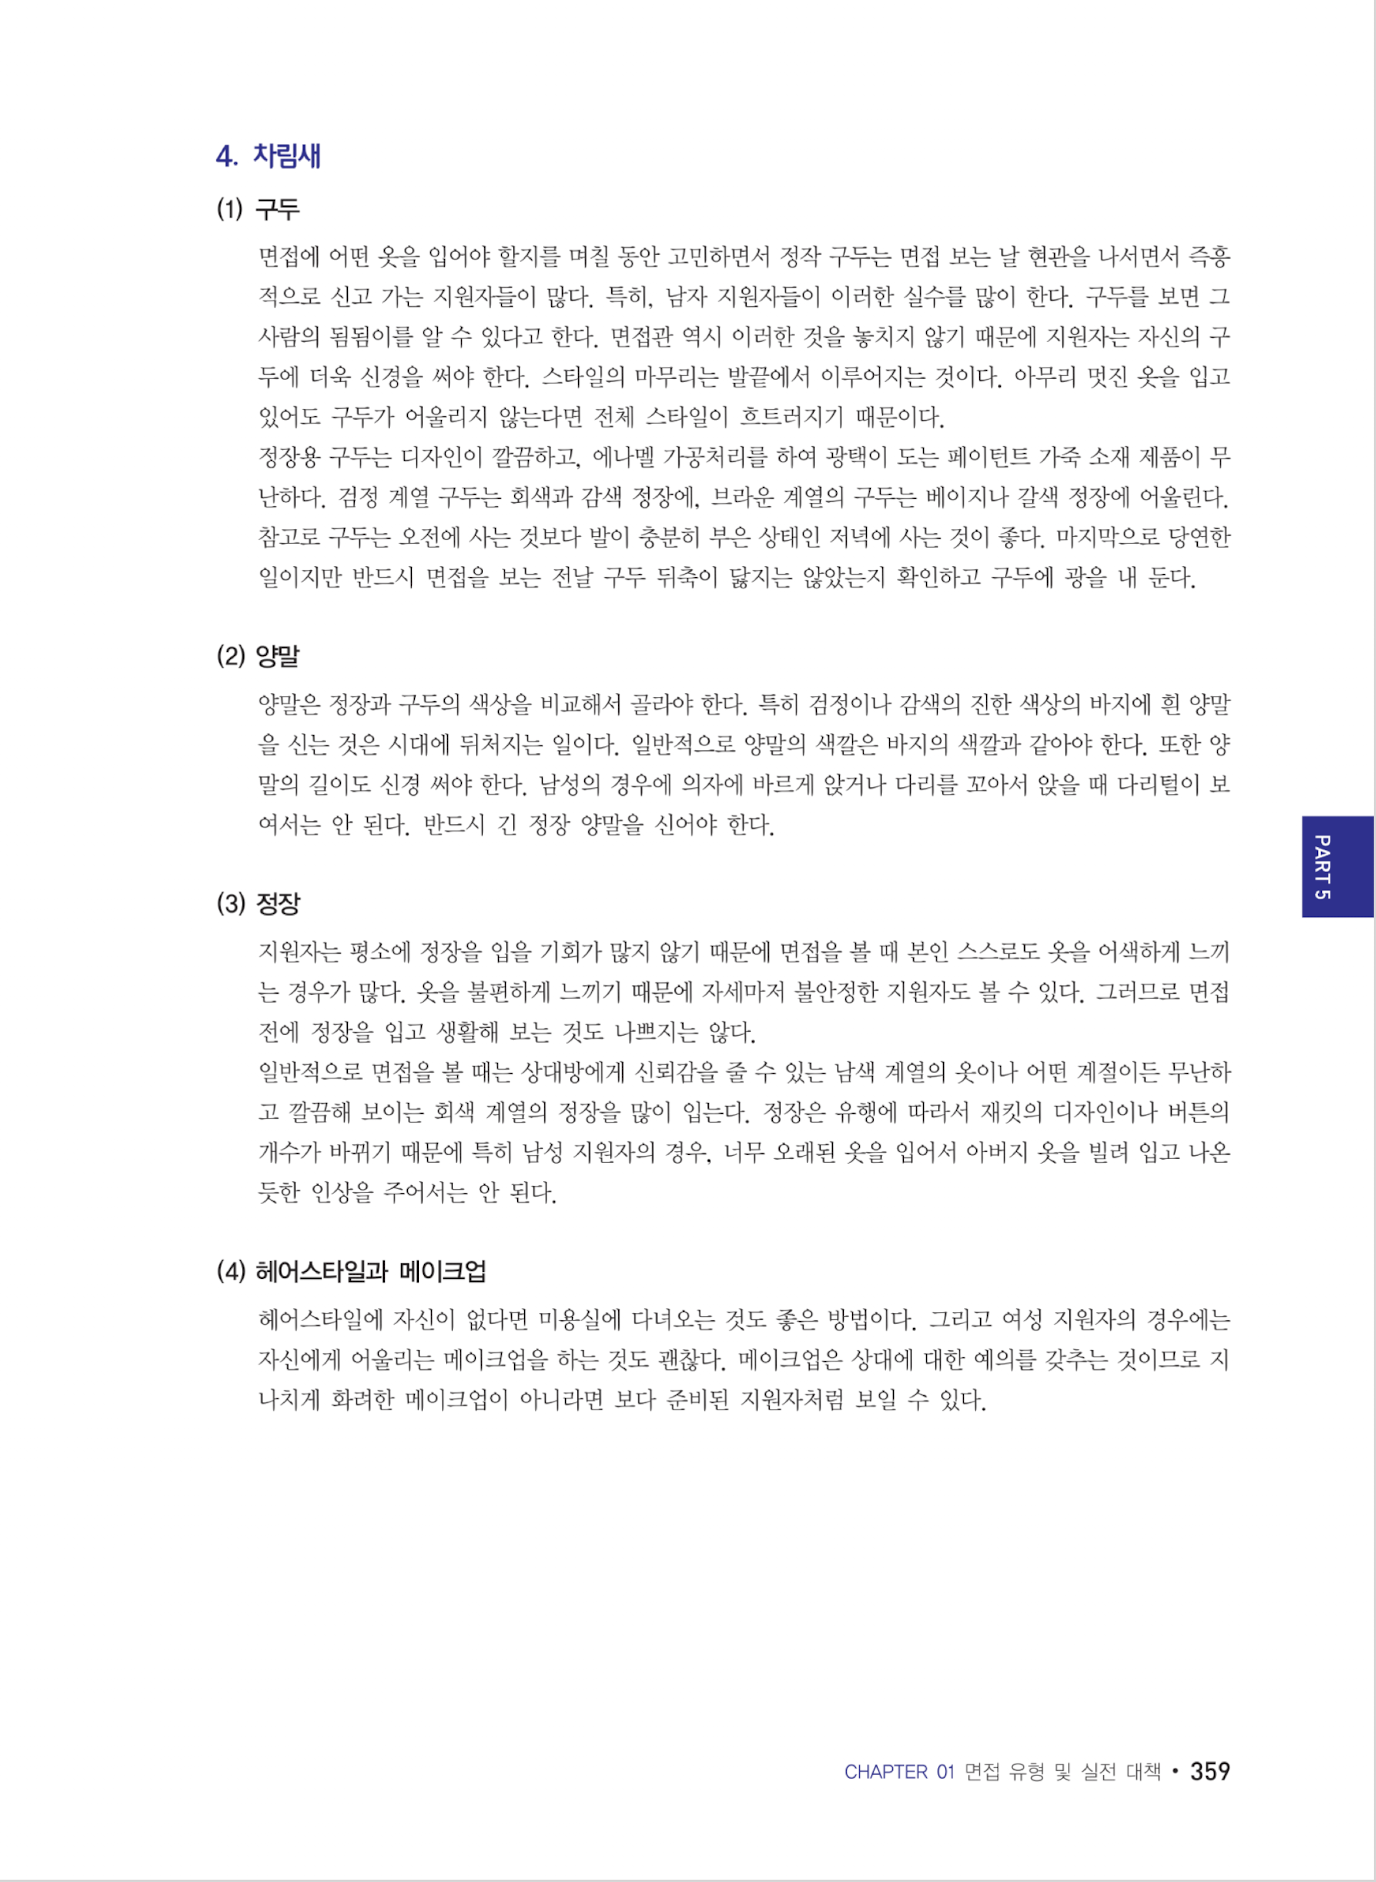 4. 차림새
(1) 구두
면접에 어떤 옷을 입어야 할지를 며칠 동안 고민하면서 정작 구두는 면접 보는 날 현관을 나서면서 즉흥
적으로 신고 가는 지원자들이 많다. 특히, 남자 지원자들이 이러한 실수를 많이 한다. 구두를 보면 그
사람의 됨됨이를 알 수 있다고 한다. 면접관 역시 이러한 것을 놓치지 않기 때문에 지원자는 자신의 구
두에 더욱 신경을 써야 한다. 스타일의 마무리는 발끝에서 이루어지는 것이다. 아무리 멋진 옷을 입고
있어도 구두가 어울리지 않는다면 전체 스타일이 흐트러지기 때문이다.
정장용 구두는 디자인이 깔끔하고, 에나멜 가공처리를 하여 광택이 도는 페이턴트 가죽 소재 제품이 무
난하다. 검정 계열 구두는 회색과 감색 정장에, 브라운 계열의 구두는 베이지나 갈색 정장에 어울린다.
참고로 구두는 오전에 사는 것보다 발이 충분히 부은 상태인 저녁에 사는 것이 좋다. 마지막으로 당연한
일이지만 반드시 면접을 보는 전날 구두 뒤축이 닳지는 않았는지 확인하고 구두에 광을 내 둔다.
(2) 양말
양말은 정장과 구두의 색상을 비교해서 골라야 한다. 특히 검정이나 감색의 진한 색상의 바지에 흰 양말
을 신는 것은 시대에 뒤처지는 일이다. 일반적으로 양말의 색깔은 바지의 색깔과 같아야 한다. 또한 양
말의 길이도 신경 써야 한다. 남성의 경우에 의자에 바르게 앉거나 다리를 꼬아서 앉을 때 다리털이 보
여서는 안 된다. 반드시 긴 정장 양말을 신어야 한다.
(3) 정장
지원자는 평소에 정장을 입을 기회가 많지 않기 때문에 면접을 볼 때 본인 스스로도 옷을 어색하게 느끼
는 경우가 많다. 옷을 불편하게 느끼기 때문에 자세마저 불안정한 지원자도 볼 수 있다. 그러므로 면접
전에 정장을 입고 생활해 보는 것도 나쁘지는 않다.
일반적으로 면접을 볼 때는 상대방에게 신뢰감을 줄 수 있는 남색 계열의 옷이나 어떤 계절이든 무난하
고 깔끔해 보이는 회색 계열의 정장을 많이 입는다. 정장은 유행에 따라서 재킷의 디자인이나 버튼의
개수가 바뀌기 때문에 특히 남성 지원자의 경우, 너무 오래된 옷을 입어서 아버지 옷을 빌려 입고 나온
듯한 인상을 주어서는 안 된다.
(4) 헤어스타일과 메이크업
헤어스타일에 자신이 없다면 미용실에 다녀오는 것도 좋은 방법이다. 그리고 여성 지원자의 경우에는
자신에게 어울리는 메이크업을 하는 것도 괜찮다. 메이크업은 상대에 대한 예의를 갖추는 것이므로 지
나치게 화려한 메이크업이 아니라면 보다 준비된 지원자처럼 보일 수 있다.
PART 5
CHAPTER 01 면접 유형 및 실전 대책 • 359